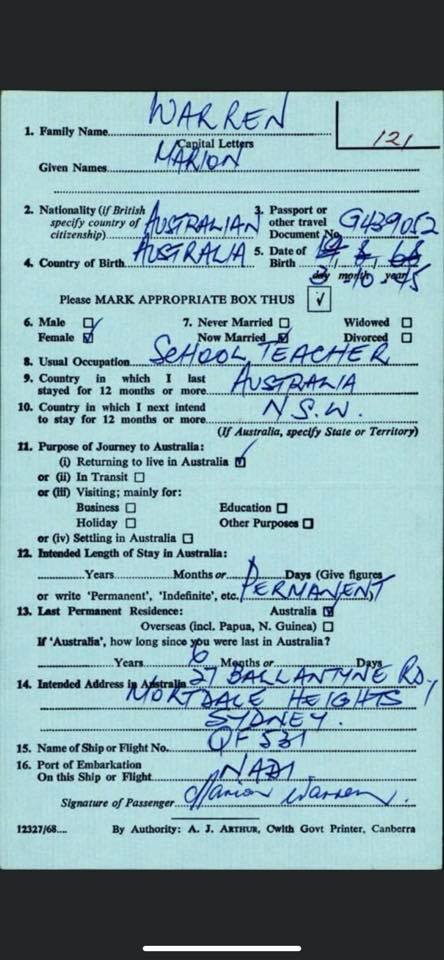 WARREN
121
1. Family Name
Capital Letters
MARION
Given Names
2. Nationality (if British specify country of citizenship) AUSTRALIAN
3. Passport or other travel Document No. G439052
4. Country of Birth AUSTRALIA
5. Date of Birth
day month year
3-10-45
Please MARK APPROPRIATE BOX THUS ✓
6. Male ☐ 7. Never Married ☐ Widowed ☐
Female ☑ Now Married ☑ Divorced ☐
8. Usual Occupation SCHOOL TEACHER
9. Country in which I last
stayed for 12 months or more AUSTRALIA
10. Country in which I next intend
to stay for 12 months or more N.S.W.
(If Australia, specify State or Territory)
11. Purpose of Journey to Australia:
(i) Returning to live in Australia ☑
or (ii) In Transit ☐
or (iii) Visiting; mainly for:
Business ☐ Education ☐
Holiday ☐ Other Purposes ☐
or (iv) Settling in Australia ☐
12. Intended Length of Stay in Australia:
Years Months or Days (Give figures
or write 'Permanent', 'Indefinite', etc.) PERMANENT
13. Last Permanent Residence: Australia ☑
Overseas (incl. Papua, N. Guinea) ☐
If 'Australia', how long since you were last in Australia?
Years 6 Months or Days
14. Intended Address in Australia 27 BALLANTYNE RD,
MORTDALE HEIGHTS
SYDNEY.
15. Name of Ship or Flight No. QF 531
16. Port of Embarkation
On this Ship or Flight NADI
Signature of Passenger Marion Warren.
12327/68.... By Authority: A. J. ARTHUR, Cwlth Govt Printer, Canberra